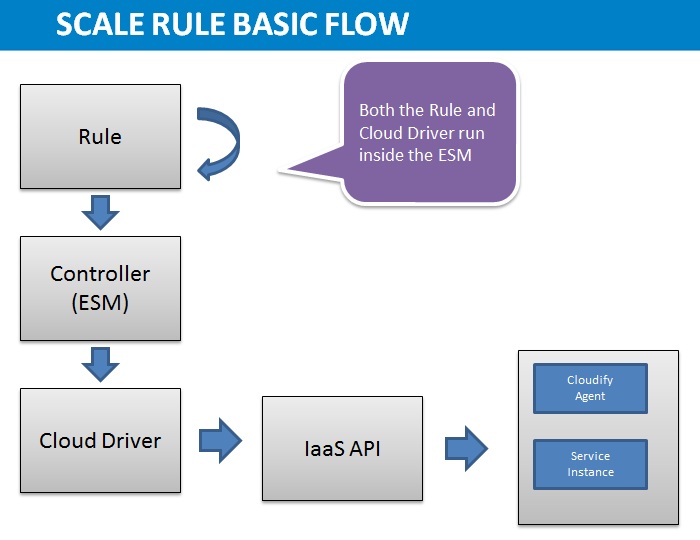 SCALE RULE BASIC FLOW
Rule
Both the Rule and
Cloud Driver run
inside the ESM
Controller
(ESM)
Cloud Driver
IaaS API
Cloudify
Agent
Service
Instance